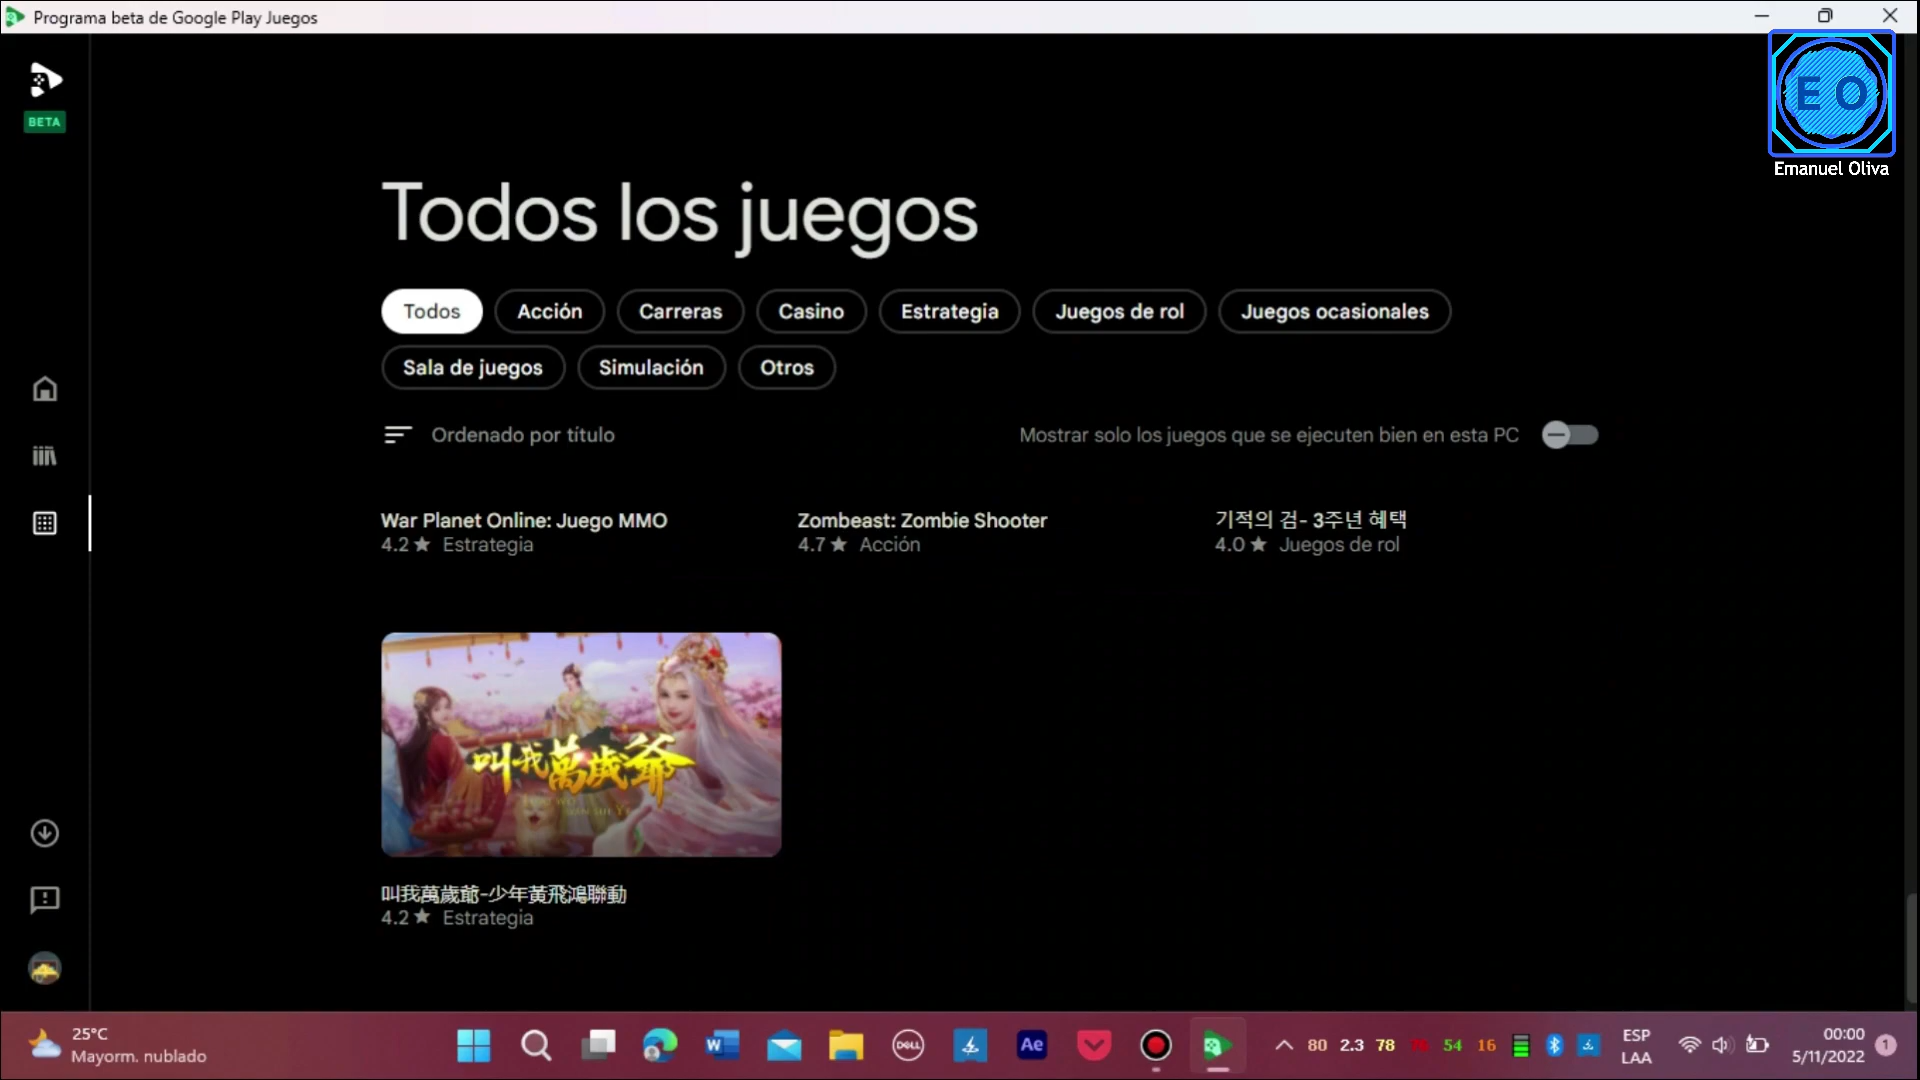 Programa beta de Google Play Juegos
BETA
E O
Emanuel Oliva
Todos los juegos
Todos Acción Carreras Casino Estrategia Juegos de rol Juegos ocasionales
Sala de juegos Simulación Otros
Ordenado por título Mostrar solo los juegos que se ejecuten bien en esta PC
War Planet Online: Juego MMO
4.2 ★ Estrategia
Zombeast: Zombie Shooter
4.7 ★ Acción
기적의 검- 3주년 혜택
4.0 ★ Juegos de rol
叫我萬歲爺
叫我萬歲爺-少年黃飛鴻聯動
4.2 ★ Estrategia
25°C
Mayorm. nublado
W
DELL
Ae
80 2.3 78 54 16
ESP
LAA
00:00
5/11/2022
1